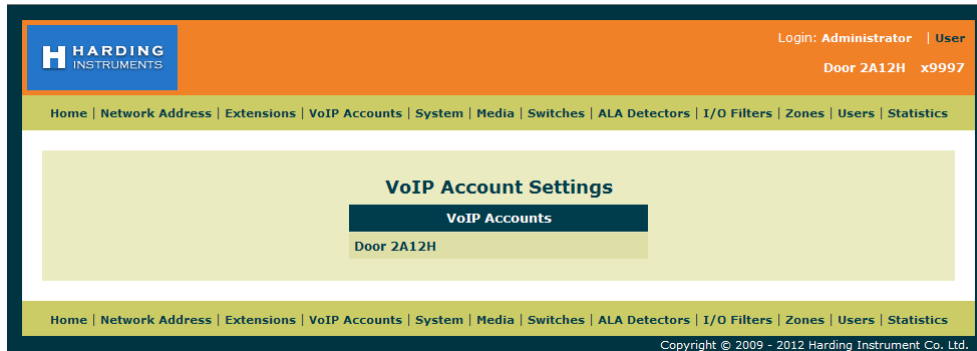 HARDING
INSTRUMENTS
Login: Administrator | User
Door 2A12H x9997
Home | Network Address | Extensions | VoIP Accounts | System | Media | Switches | ALA Detectors | I/O Filters | Zones | Users | Statistics
VoIP Account Settings
VoIP Accounts
Door 2A12H
Home | Network Address | Extensions | VoIP Accounts | System | Media | Switches | ALA Detectors | I/O Filters | Zones | Users | Statistics
Copyright © 2009 - 2012 Harding Instrument Co. Ltd.